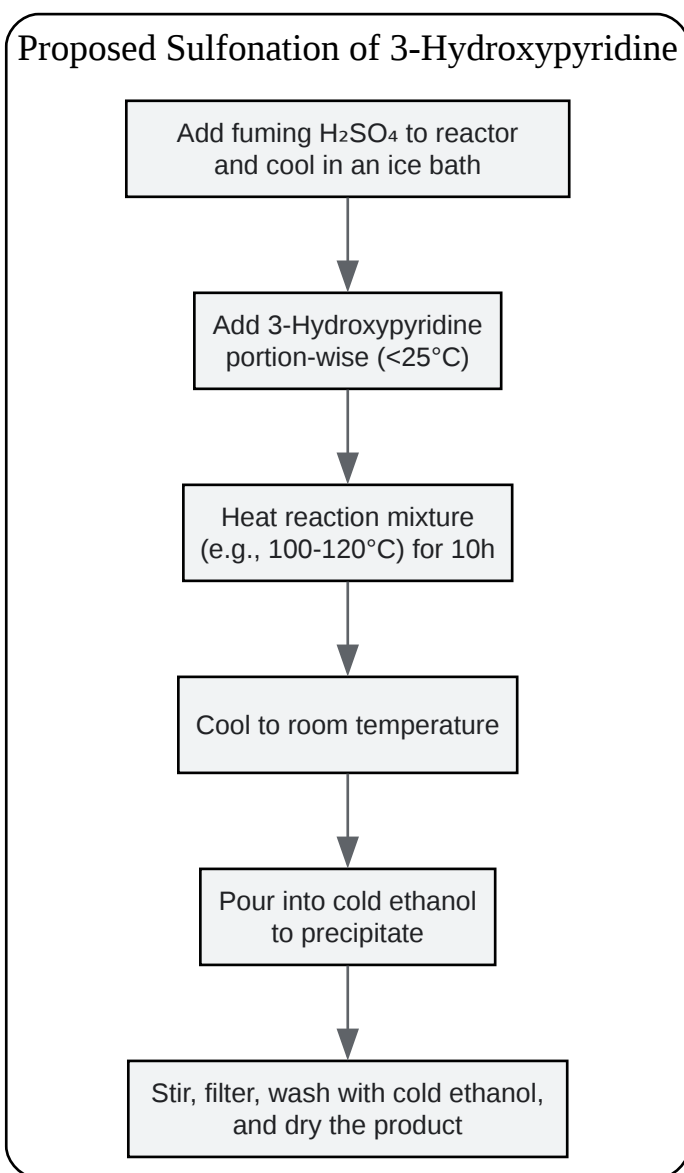 Proposed Sulfonation of 3-Hydroxypyridine
Add fuming H₂SO₄ to reactor
and cool in an ice bath
Add 3-Hydroxypyridine
portion-wise (<25°C)
Heat reaction mixture
(e.g., 100-120°C) for 10h
Cool to room temperature
Pour into cold ethanol
to precipitate
Stir, filter, wash with cold ethanol,
and dry the product